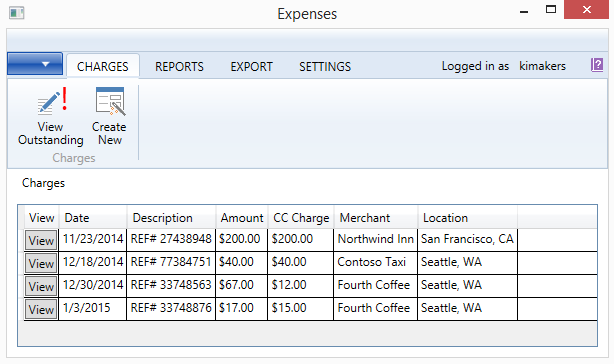 Expenses
CHARGES REPORTS EXPORT SETTINGS Logged in as kimakers ?
View Outstanding
Create New
Charges
Charges
View Date Description Amount CC Charge Merchant Location
View 11/23/2014 REF# 27438948 $200.00 $200.00 Northwind Inn San Francisco, CA
View 12/18/2014 REF# 77384751 $40.00 $40.00 Contoso Taxi Seattle, WA
View 12/30/2014 REF# 33748563 $67.00 $12.00 Fourth Coffee Seattle, WA
View 1/3/2015 REF# 33748876 $17.00 $15.00 Fourth Coffee Seattle, WA